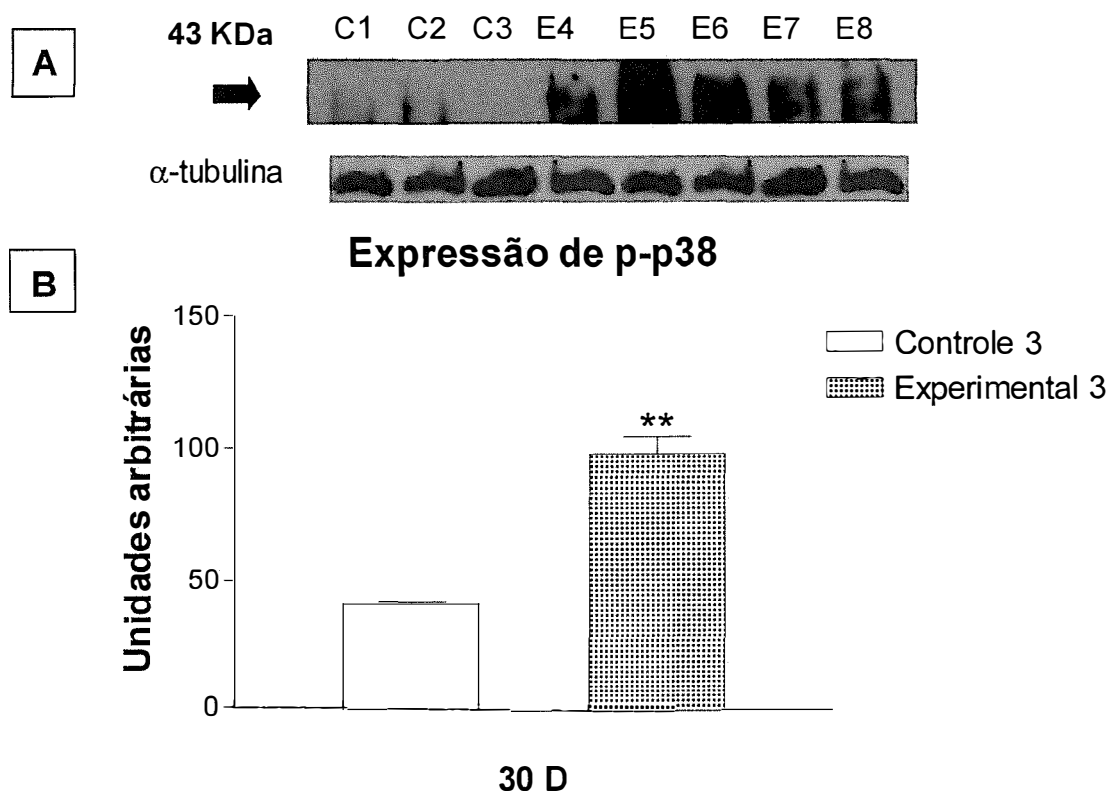 A
43 KDa
C1 C2 C3 E4 E5 E6 E7 E8
α-tubulina
B
Expressão de p-p38
Unidades arbitrárias
150
100
50
0
**
Controle 3
Experimental 3
30 D